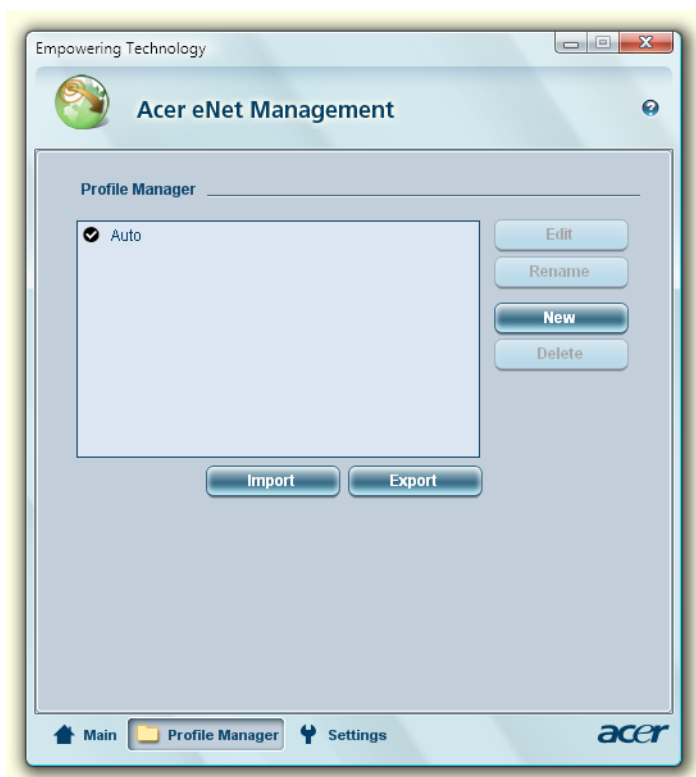 Empowering Technology
Acer eNet Management
Profile Manager
Auto
Edit
Rename
New
Delete
Import
Export
Main
Profile Manager
Settings
acer